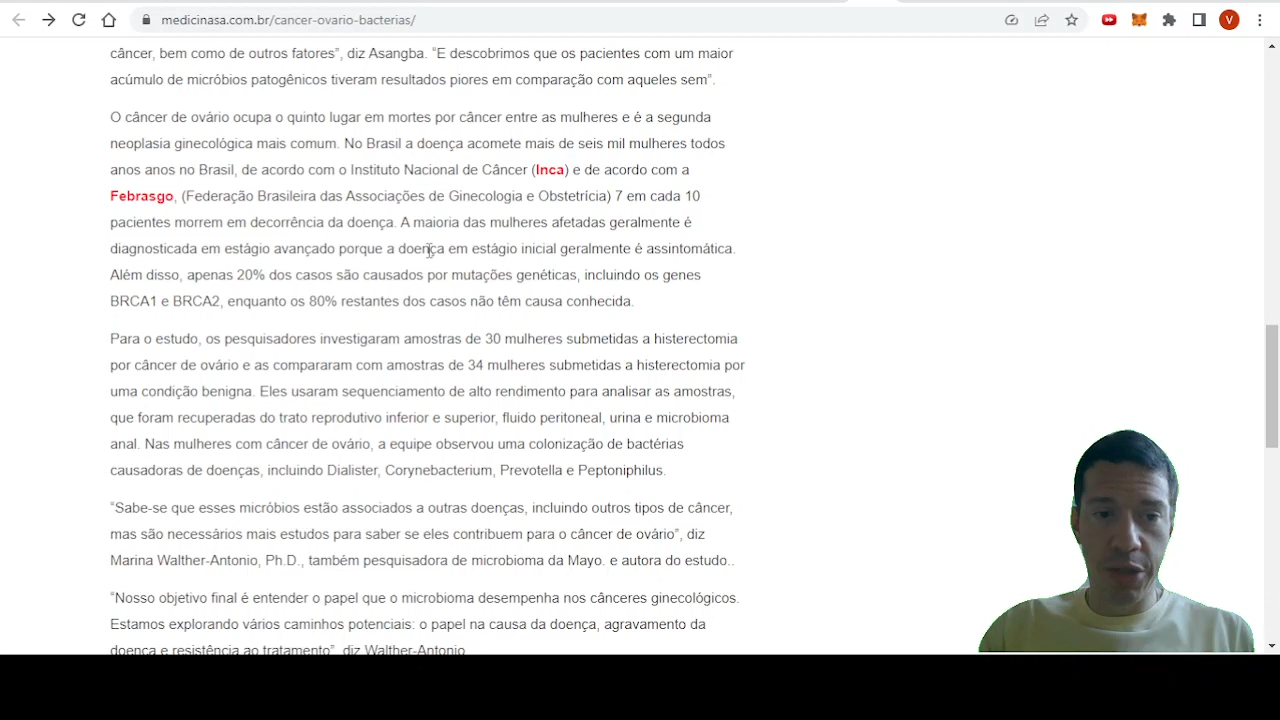 medicinasa.com.br/cancer-ovario-bacterias/
V
câncer, bem como de outros fatores”, diz Asangba. “E descobrimos que os pacientes com um maior
acúmulo de micróbios patogênicos tiveram resultados piores em comparação com aqueles sem”.
O câncer de ovário ocupa o quinto lugar em mortes por câncer entre as mulheres e é a segunda
neoplasia ginecológica mais comum. No Brasil a doença acomete mais de seis mil mulheres todos
anos anos no Brasil, de acordo com o Instituto Nacional de Câncer (Inca) e de acordo com a
Febrasgo, (Federação Brasileira das Associações de Ginecologia e Obstetrícia) 7 em cada 10
pacientes morrem em decorrência da doença. A maioria das mulheres afetadas geralmente é
diagnosticada em estágio avançado porque a doença em estágio inicial geralmente é assintomática.
Além disso, apenas 20% dos casos são causados por mutações genéticas, incluindo os genes
BRCA1 e BRCA2, enquanto os 80% restantes dos casos não têm causa conhecida.
Para o estudo, os pesquisadores investigaram amostras de 30 mulheres submetidas a histerectomia
por câncer de ovário e as compararam com amostras de 34 mulheres submetidas a histerectomia por
uma condição benigna. Eles usaram sequenciamento de alto rendimento para analisar as amostras,
que foram recuperadas do trato reprodutivo inferior e superior, fluido peritoneal, urina e microbioma
anal. Nas mulheres com câncer de ovário, a equipe observou uma colonização de bactérias
causadoras de doenças, incluindo Dialister, Corynebacterium, Prevotella e Peptoniphilus.
“Sabe-se que esses micróbios estão associados a outras doenças, incluindo outros tipos de câncer,
mas são necessários mais estudos para saber se eles contribuem para o câncer de ovário”, diz
Marina Walther-Antonio, Ph.D., também pesquisadora de microbioma da Mayo. e autora do estudo..
“Nosso objetivo final é entender o papel que o microbioma desempenha nos cânceres ginecológicos.
Estamos explorando vários caminhos potenciais: o papel na causa da doença, agravamento da
doença e resistência ao tratamento”, diz Walther-Antonio